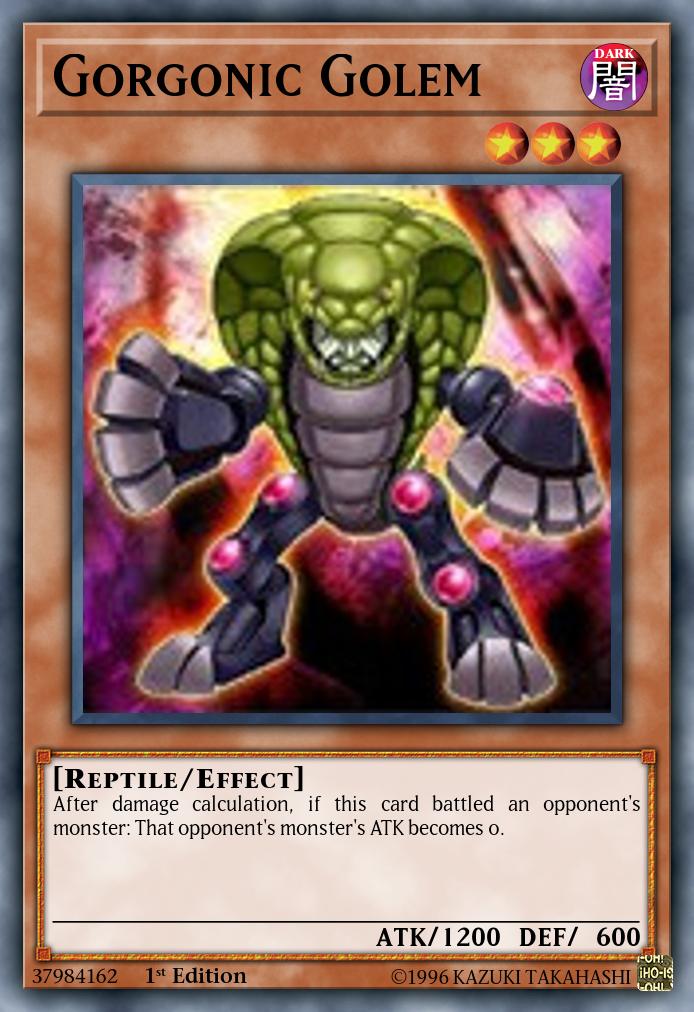 Gorgonic Golem
DARK
闇
[Reptile/Effect]
After damage calculation, if this card battled an opponent's
monster: That opponent's monster's ATK becomes 0.
ATK/1200 DEF/ 600
37984162 1st Edition ©1996 KAZUKI TAKAHASHI